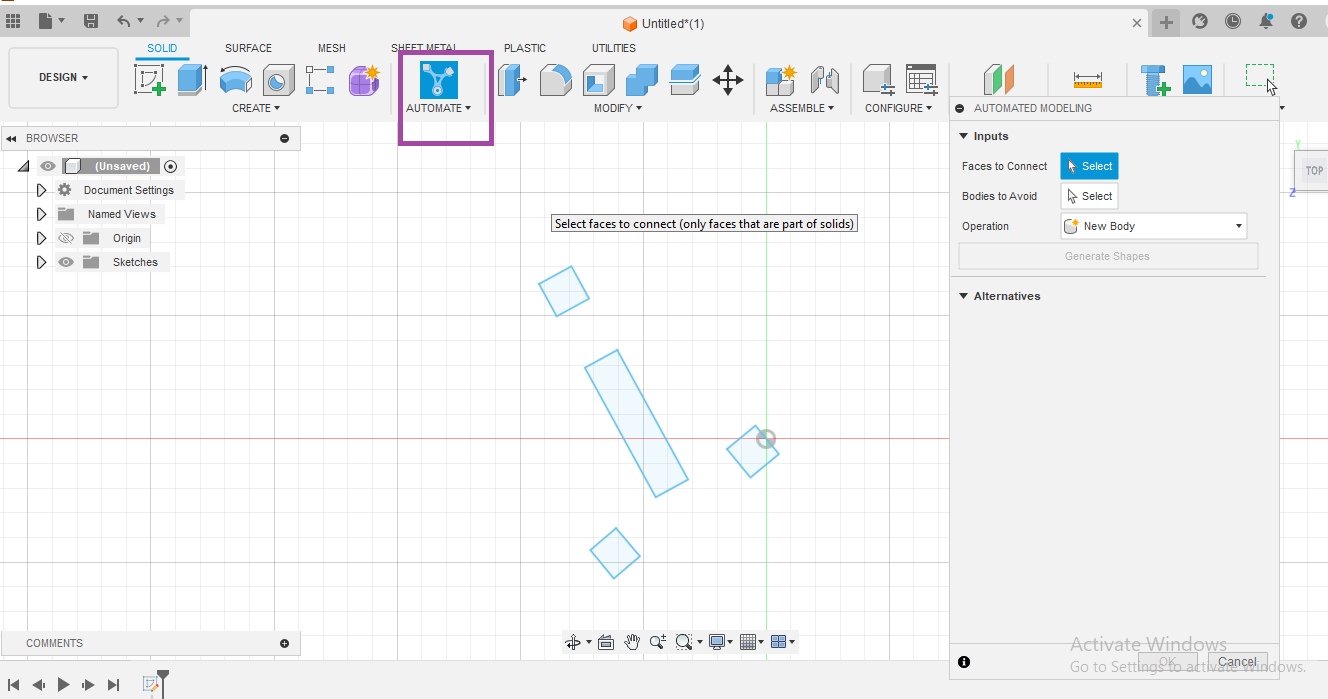 Untitled*(1)
SOLID SURFACE MESH SHEET METAL PLASTIC UTILITIES
DESIGN
CREATE AUTOMATE MODIFY ASSEMBLE CONFIGURE
BROWSER
(Unsaved)
Document Settings
Named Views
Origin
Sketches
Select faces to connect (only faces that are part of solids)
AUTOMATED MODELING
Inputs
Faces to Connect Select
Bodies to Avoid Select
Operation New Body
Generate Shapes
Alternatives
Y
TOP
Z
COMMENTS
Activate Windows
OK Cancel
Go to Settings to activate Windows.